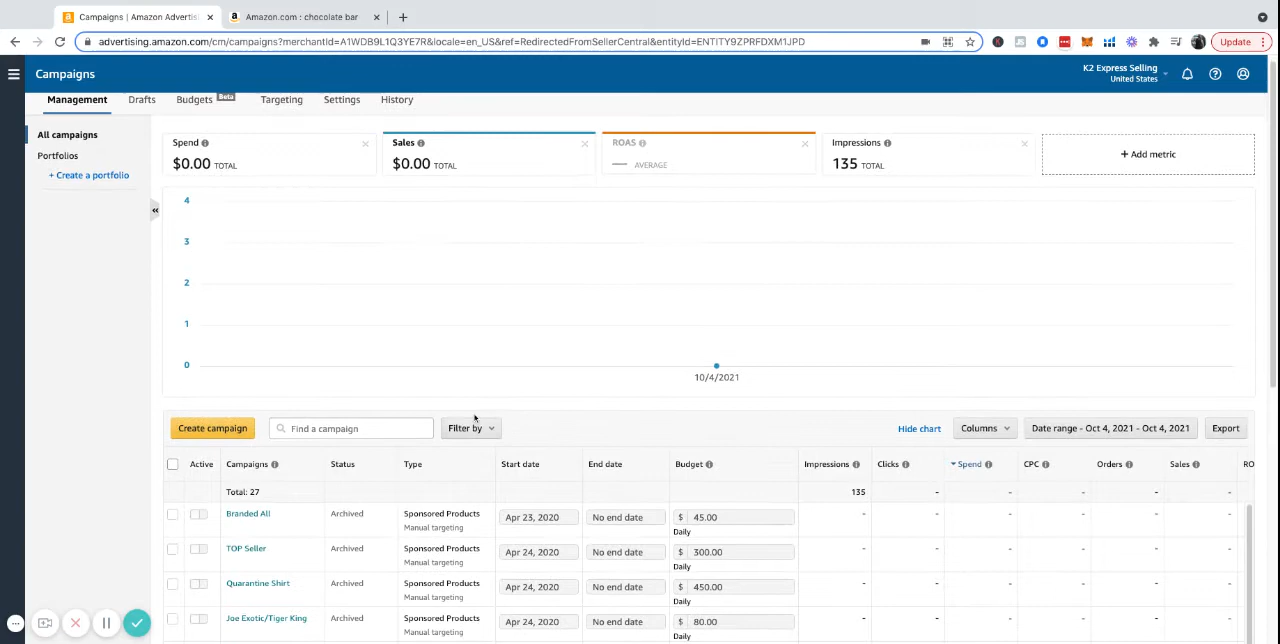 Campaigns | Amazon Advertisi
Amazon.com : chocolate bar
advertising.amazon.com/cm/campaigns?merchantId=A1WDB9L1Q3YE7R&locale=en_US&ref=RedirectedFromSellerCentral&entityId=ENTITY9ZPRFDXM1JPD
Update
Campaigns
K2 Express Selling
United States
Management Drafts Budgets Beta Targeting Settings History
All campaigns
Portfolios
+ Create a portfolio
Spend
$0.00 TOTAL
Sales
$0.00 TOTAL
ROAS
— AVERAGE
Impressions
135 TOTAL
+ Add metric
4
3
2
1
0
10/4/2021
Create campaign
Find a campaign
Filter by
Hide chart
Columns
Date range - Oct 4, 2021 - Oct 4, 2021
Export
Active Campaigns Status Type Start date End date Budget Impressions Clicks Spend CPC Orders Sales RO
Total: 27 135 - - - - -
Branded All Archived Sponsored Products Apr 23, 2020 No end date $ 45.00 - - - - - -
Manual targeting Daily
TOP Seller Archived Sponsored Products Apr 24, 2020 No end date $ 300.00 - - - - - -
Manual targeting Daily
Quarantine Shirt Archived Sponsored Products Apr 24, 2020 No end date $ 450.00 - - - - - -
Manual targeting Daily
Joe Exotic/Tiger King Archived Sponsored Products Apr 24, 2020 No end date $ 80.00 - - - - - -
Manual targeting Daily